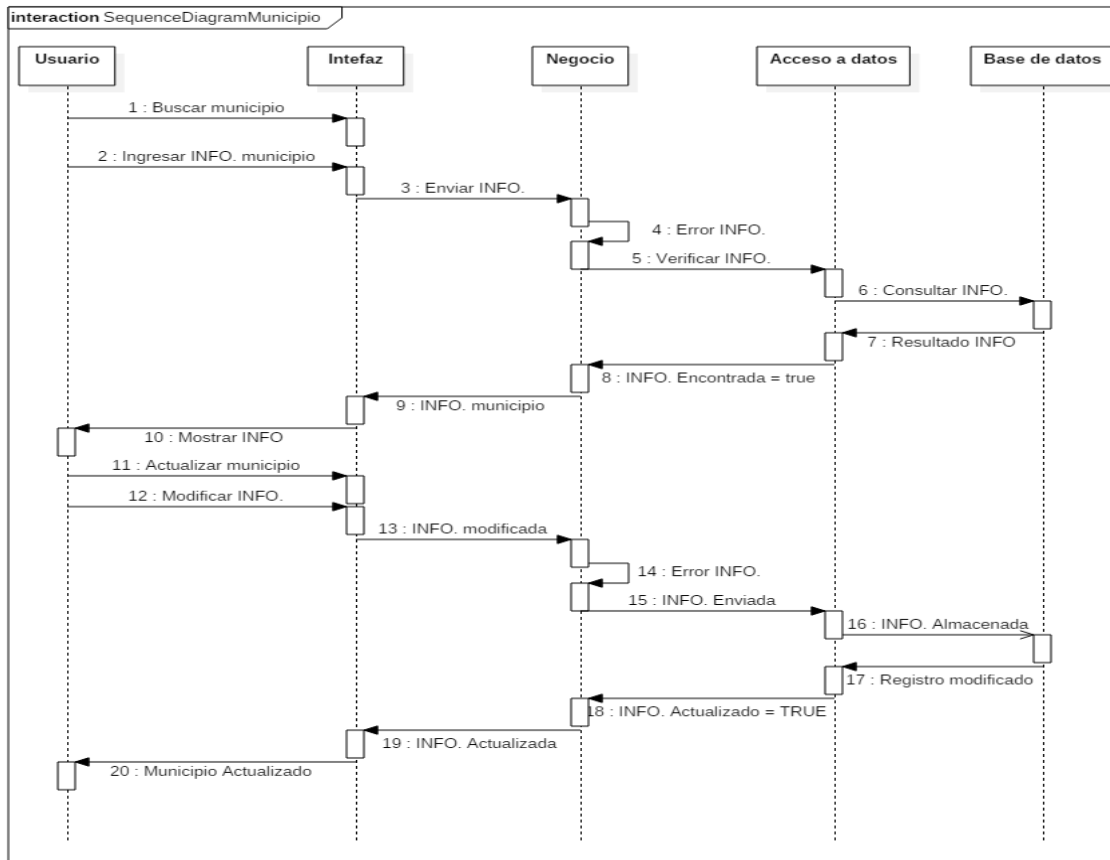 interaction SequenceDiagramMunicipio
Usuario
Intefaz
Negocio
Acceso a datos
Base de datos
1 : Buscar municipio
2 : Ingresar INFO. municipio
3 : Enviar INFO.
4 : Error INFO.
5 : Verificar INFO.
6 : Consultar INFO.
7 : Resultado INFO
8 : INFO. Encontrada = true
9 : INFO. municipio
10 : Mostrar INFO
11 : Actualizar municipio
12 : Modificar INFO.
13 : INFO. modificada
14 : Error INFO.
15 : INFO. Enviada
16 : INFO. Almacenada
17 : Registro modificado
18 : INFO. Actualizado = TRUE
19 : INFO. Actualizada
20 : Municipio Actualizado